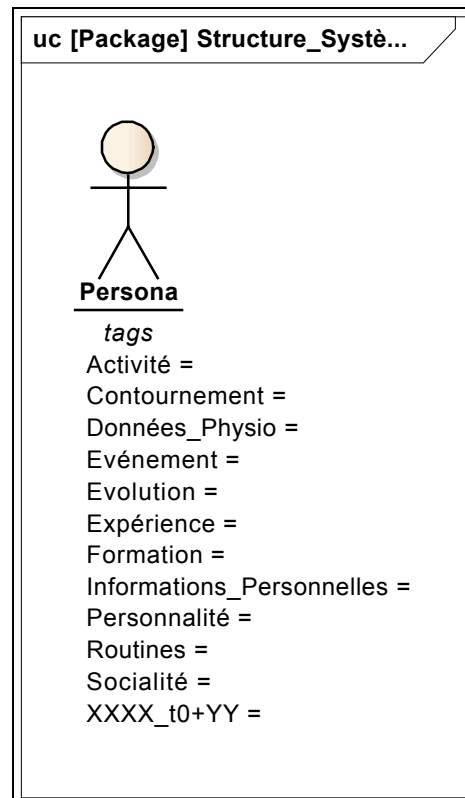 uc [Package] Structure_Systè...
Persona
tags
Activité =
Contournement =
Données_Physio =
Evénement =
Evolution =
Expérience =
Formation =
Informations_Personnelles =
Personnalité =
Routines =
Socialité =
XXXX_t0+YY =